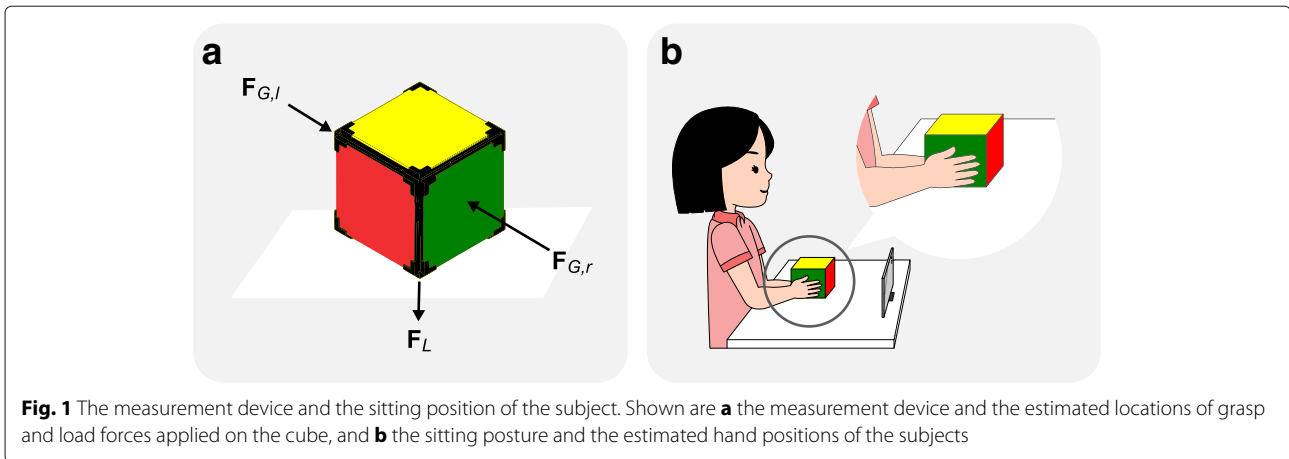 a
F_{G,l}
F_{G,r}
F_L
b
Fig. 1 The measurement device and the sitting position of the subject. Shown are a the measurement device and the estimated locations of grasp
and load forces applied on the cube, and b the sitting posture and the estimated hand positions of the subjects